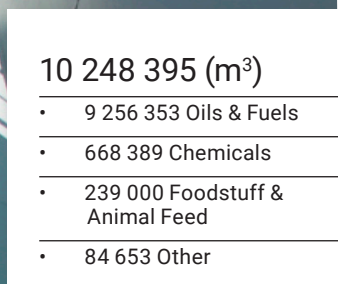 10 248 395 (m³)
• 9 256 353 Oils & Fuels
• 668 389 Chemicals
• 239 000 Foodstuff &
Animal Feed
• 84 653 Other